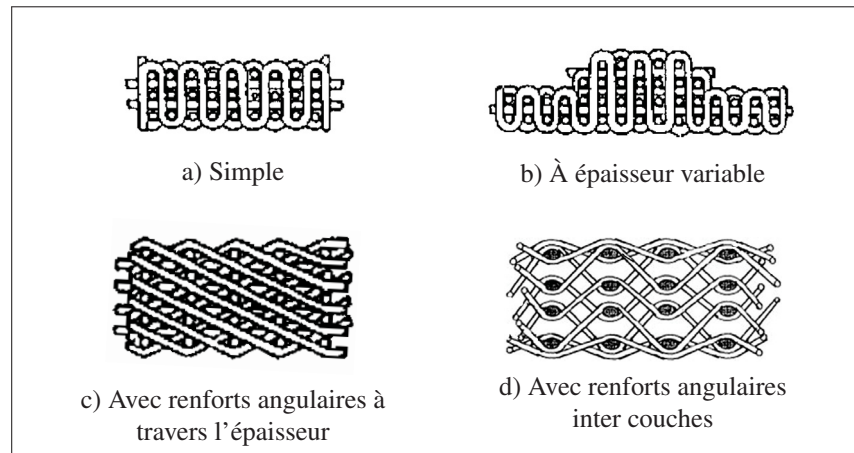 a) Simple
b) À épaisseur variable
c) Avec renforts angulaires à
travers l'épaisseur
d) Avec renforts angulaires
inter couches